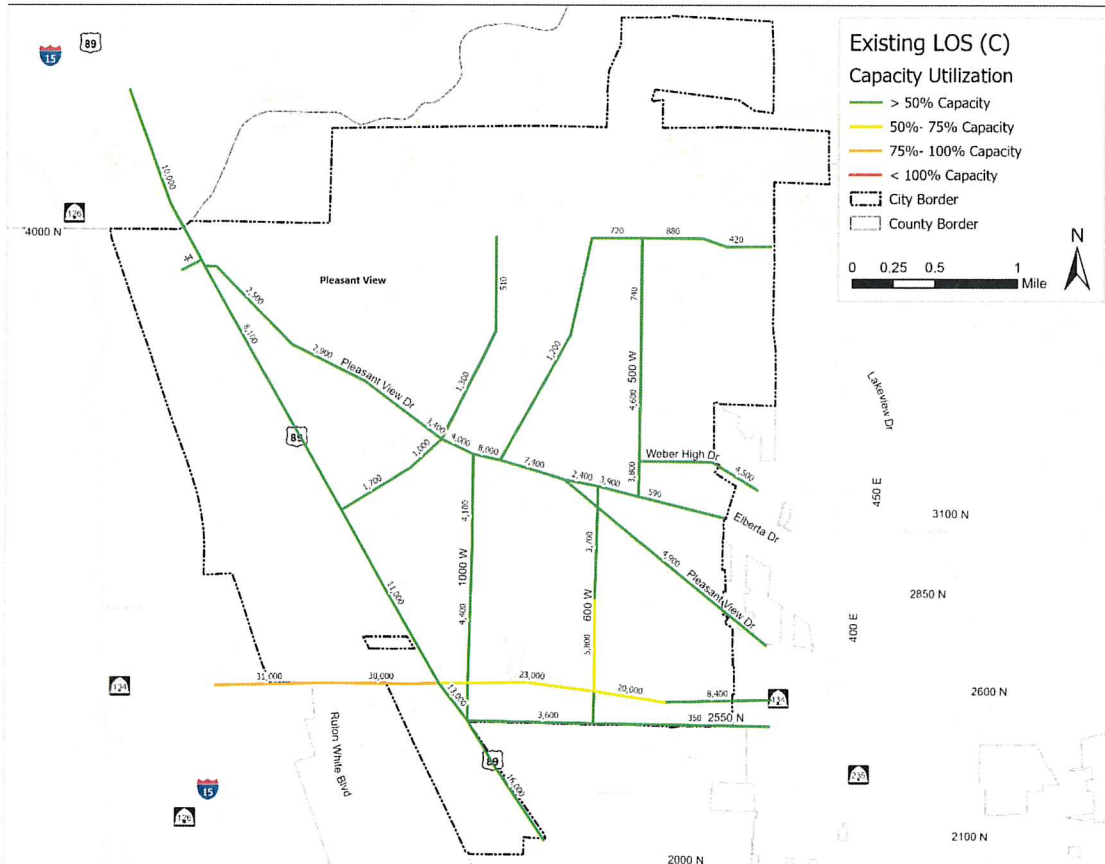 Existing LOS (C)
Capacity Utilization
> 50% Capacity
50%- 75% Capacity
75%- 100% Capacity
< 100% Capacity
City Border
County Border
0 0.25 0.5 1
Mile
N
15
89
10,000
126
4000 N
720
880
420
Pleasant View
510
2,500
740
8,100
1,200
2,900
Pleasant View Dr
1,300
500 W
4,600
Lakeview Dr
89
3,400
4,000
1,000
8,000
7,400
Weber High Dr
4,500
1,700
2,400
3,900
3,800
590
450 E
3100 N
Elberta Dr
4,100
3,700
1000 W
4,900
Pleasant View Dr
11,000
600 W
2850 N
4,400
400 E
5,800
31,000
30,000
23,000
20,000
8,400
134
134
2600 N
13,000
3,600
350
2550 N
Rulon White Blvd
89
16,000
15
235
126
2100 N
2000 N